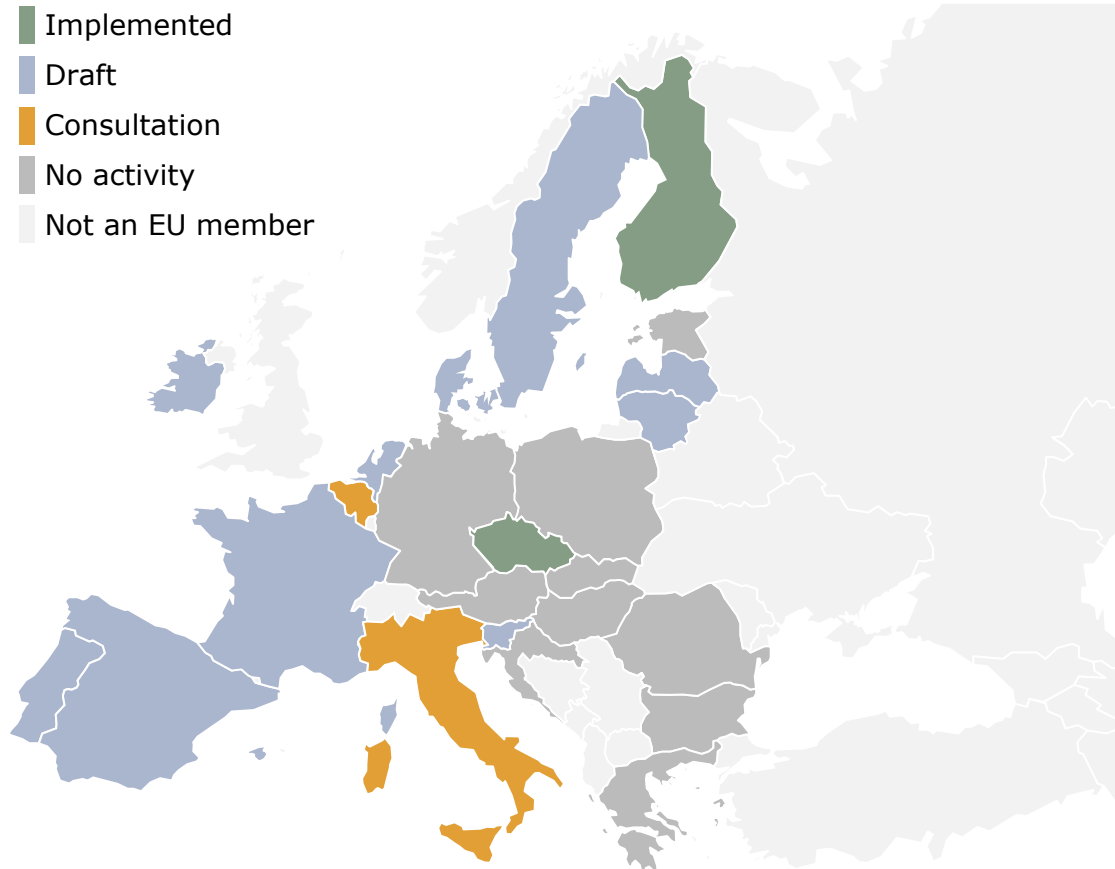 Implemented
Draft
Consultation
No activity
Not an EU member